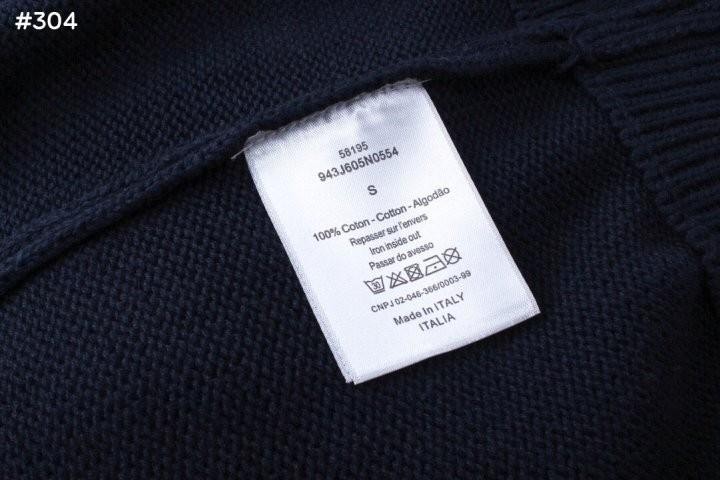 #304
58195
943J605N0554
S
100% Coton - Cotton - Algodão
Repasser sur l'envers
Iron inside out
Passar do avesso
30
CNPJ 02-046-366/0003-99
Made In ITALY
ITALIA